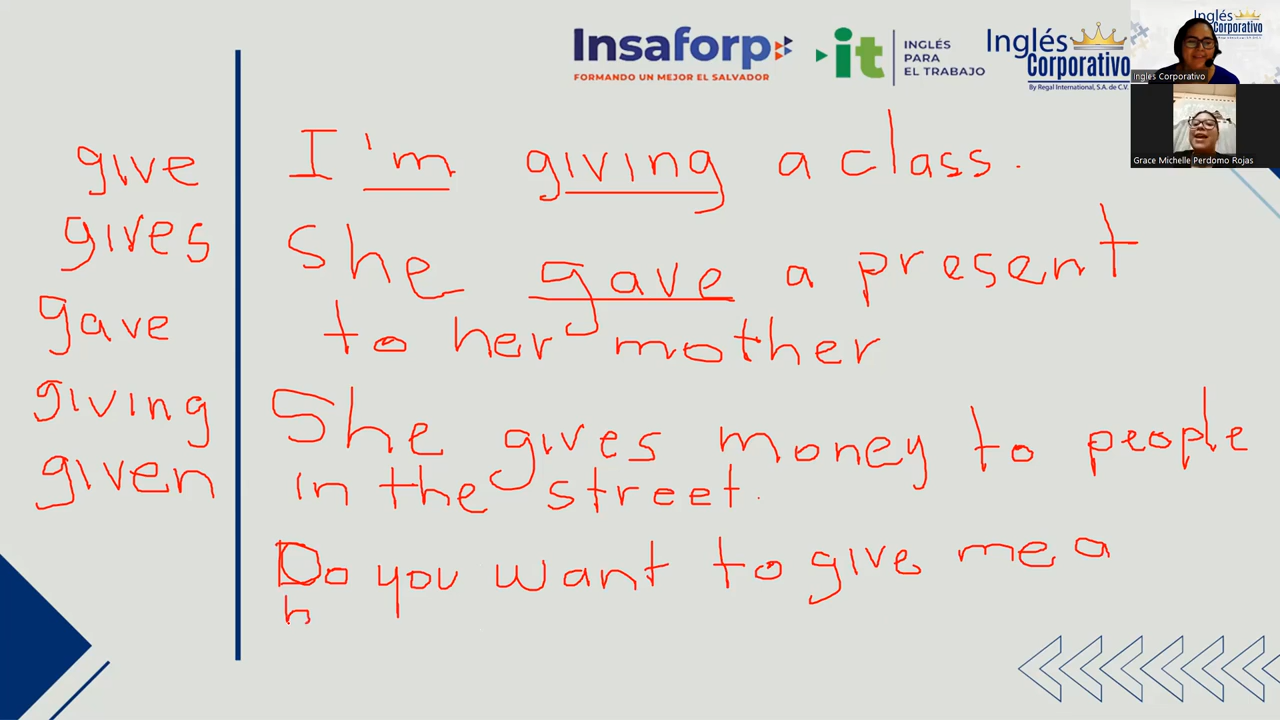 Insaforp
FORMANDO UN MEJOR EL SALVADOR
it
INGLÉS
PARA
EL TRABAJO
Inglés
Corporativo
By Regal International, S.A. de C.V.
Inglés
Corporativo
Ingles Corporativo
Grace Michelle Perdomo Rojas
give
gives
gave
giving
given
I'm giving a class.
She gave a present
to her mother
She gives money to people
in the street.
Do you want to give me a
h